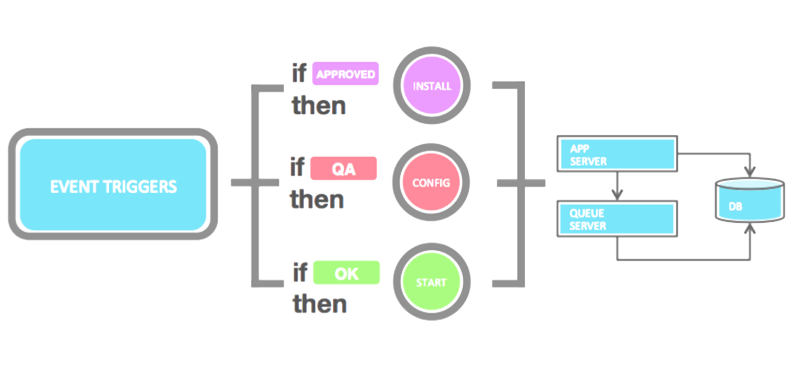 EVENT TRIGGERS
if APPROVED
then
INSTALL
if QA
then
CONFIG
if OK
then
START
APP
SERVER
QUEUE
SERVER
DB